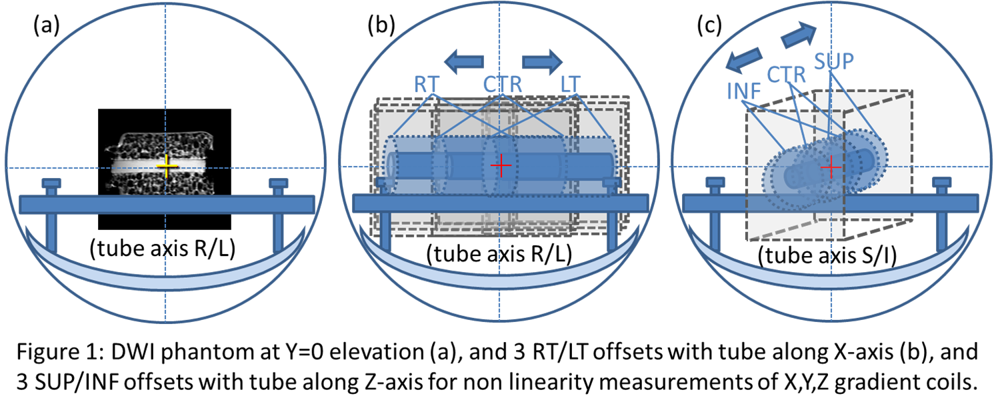 (a)
(b)
(c)
RT CTR LT
INF CTR SUP
(tube axis R/L)
(tube axis R/L)
(tube axis S/I)
Figure 1: DWI phantom at Y=0 elevation (a), and 3 RT/LT offsets with tube along X-axis (b), and
3 SUP/INF offsets with tube along Z-axis for non linearity measurements of X,Y,Z gradient coils.